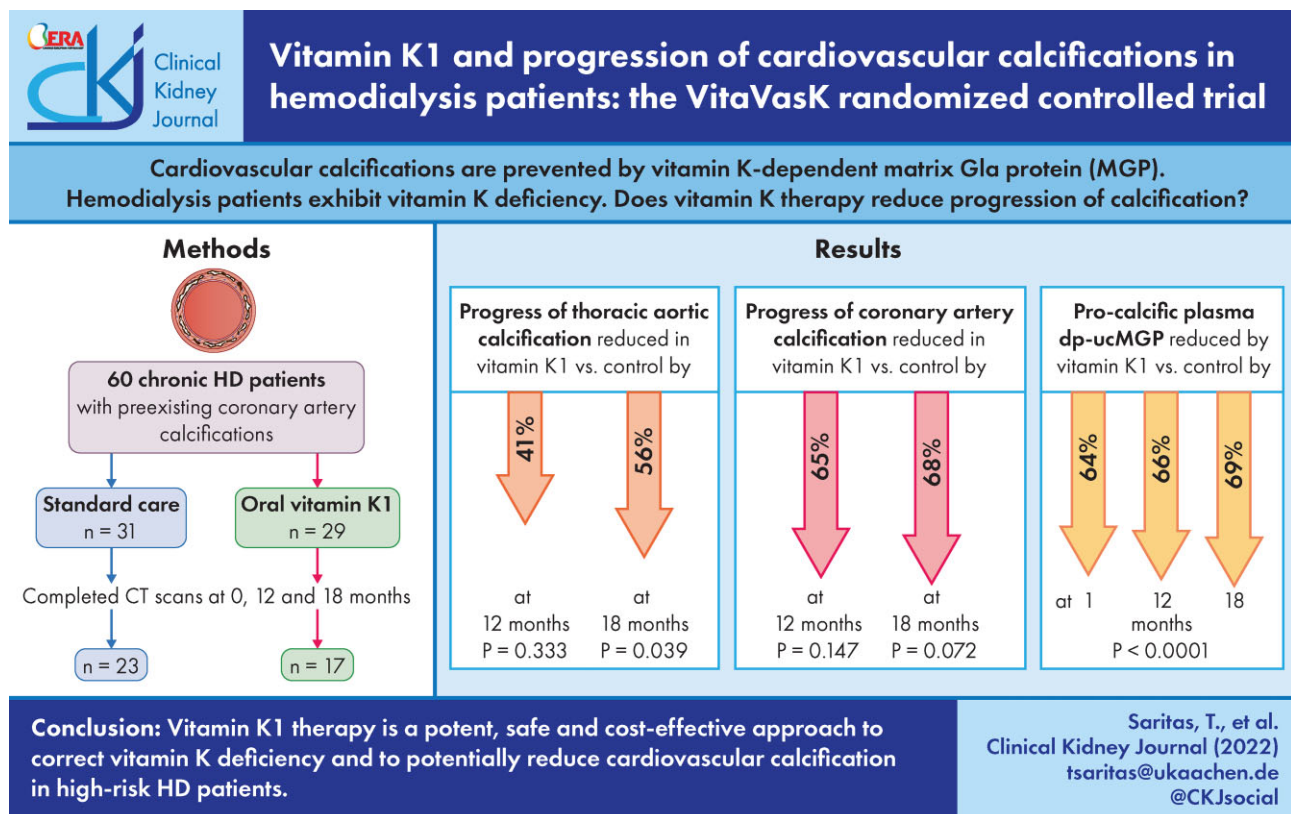 ERA
CKJ
Clinical
Kidney
Journal
Vitamin K1 and progression of cardiovascular calcifications in
hemodialysis patients: the VitaVasK randomized controlled trial
Cardiovascular calcifications are prevented by vitamin K-dependent matrix Gla protein (MGP).
Hemodialysis patients exhibit vitamin K deficiency. Does vitamin K therapy reduce progression of calcification?
Methods
60 chronic HD patients
with preexisting coronary artery
calcifications
Standard care
n = 31
Oral vitamin K1
n = 29
Completed CT scans at 0, 12 and 18 months
n = 23
n = 17
Results
Progress of thoracic aortic
calcification reduced in
vitamin K1 vs. control by
41%
56%
at
12 months
P = 0.333
at
18 months
P = 0.039
Progress of coronary artery
calcification reduced in
vitamin K1 vs. control by
65%
68%
at
12 months
P = 0.147
at
18 months
P = 0.072
Pro-calcific plasma
dp-ucMGP reduced by
vitamin K1 vs. control by
64%
66%
69%
at 1 12 18
months
P < 0.0001
Conclusion: Vitamin K1 therapy is a potent, safe and cost-effective approach to
correct vitamin K deficiency and to potentially reduce cardiovascular calcification
in high-risk HD patients.
Saritas, T., et al.
Clinical Kidney Journal (2022)
tsaritas@ukaachen.de
@CKJsocial